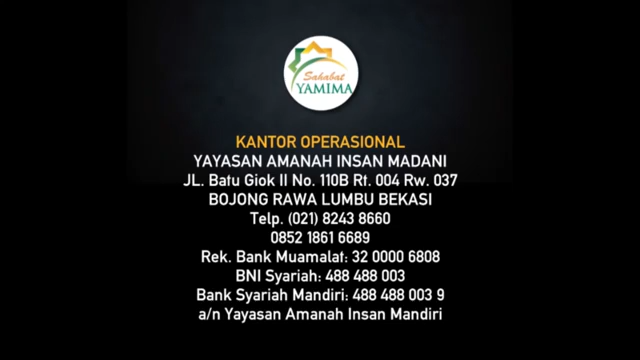 Sahabat
YAMIMA
KANTOR OPERASIONAL
YAYASAN AMANAH INSAN MADANI
JL. Batu Giok II No. 110B Rt. 004 Rw. 037
BOJONG RAWA LUMBU BEKASI
Telp. (021) 8243 8660
0852 1861 6689
Rek. Bank Muamalat: 32 0000 6808
BNI Syariah: 488 488 003
Bank Syariah Mandiri: 488 488 003 9
a/n Yayasan Amanah Insan Mandiri